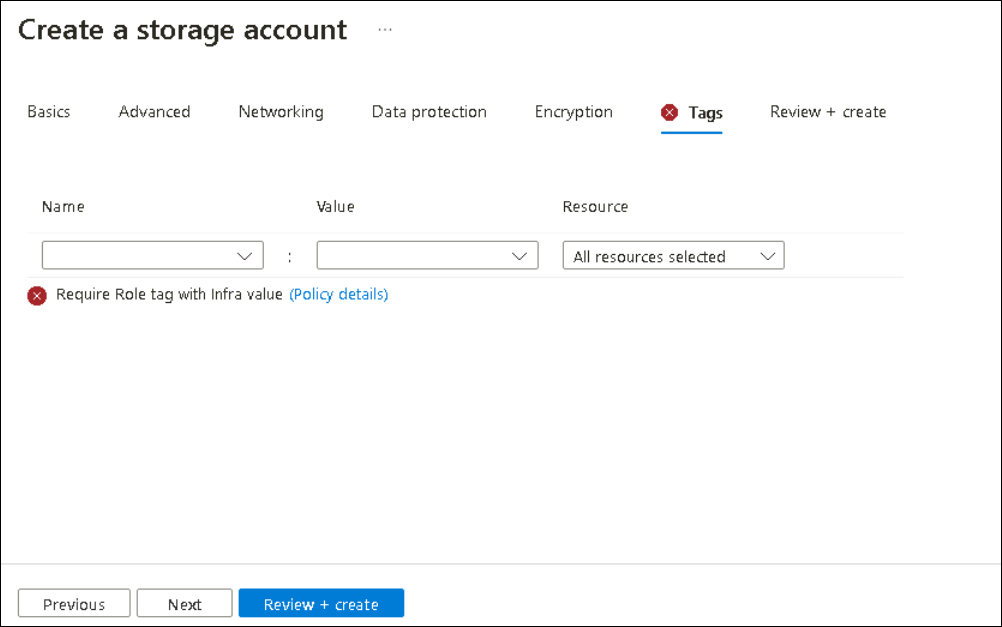 Create a storage account ...
Basics Advanced Networking Data protection Encryption Tags Review + create
Name Value Resource
: All resources selected
Require Role tag with Infra value (Policy details)
Previous Next Review + create